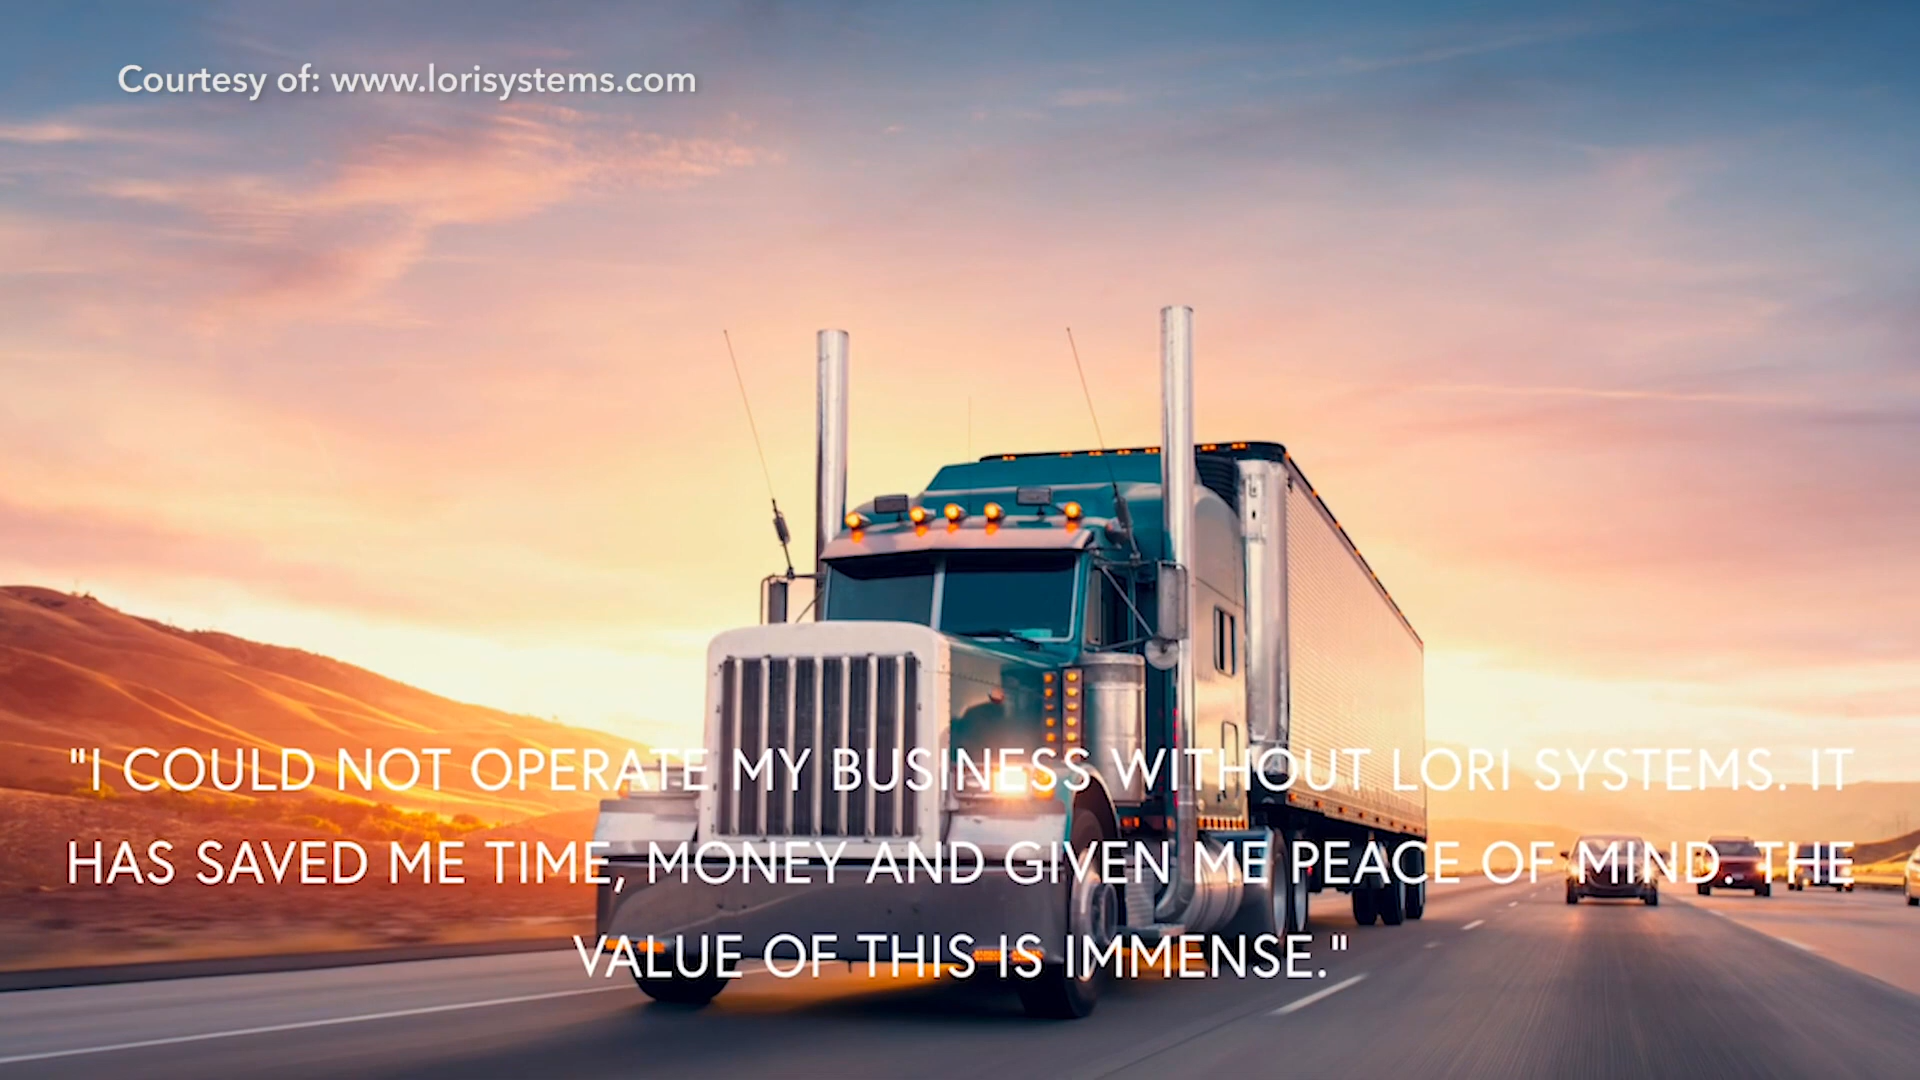 Courtesy of: www.lorisystems.com
"I COULD NOT OPERATE MY BUSINESS WITHOUT LORI SYSTEMS. IT
HAS SAVED ME TIME, MONEY AND GIVEN ME PEACE OF MIND. THE
VALUE OF THIS IS IMMENSE."